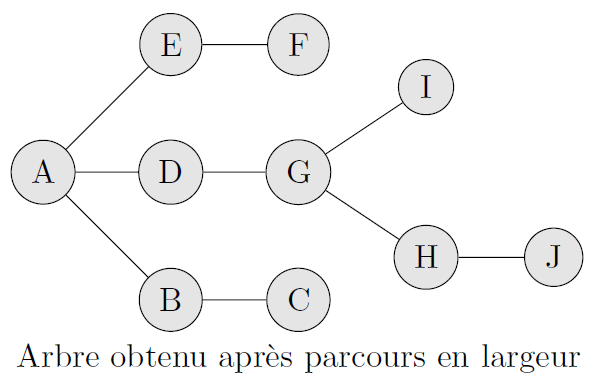 E F
I
A D G
H J
B C
Arbre obtenu après parcours en largeur